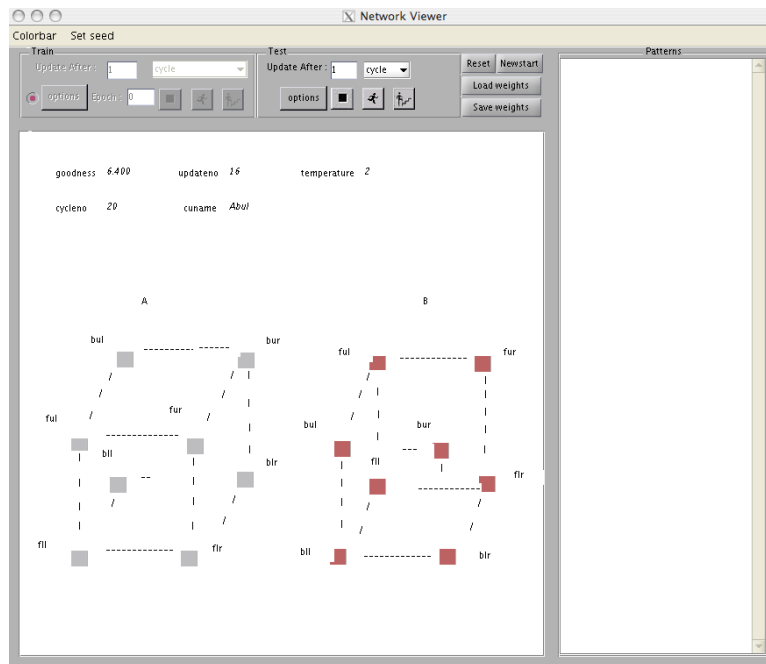 X Network Viewer
Colorbar Set seed
Train Test Patterns
Update After : 1 cycle Update After : 1 cycle Reset Newstart
options Epoch : 0 options Load weights
Save weights
goodness 6.400 updateno 16 temperature 2
cycleno 20 cuname Abul
A B
bul bur
ful fur
ful fur
bul bur
bll fll
blr flr
fll flr
bll blr